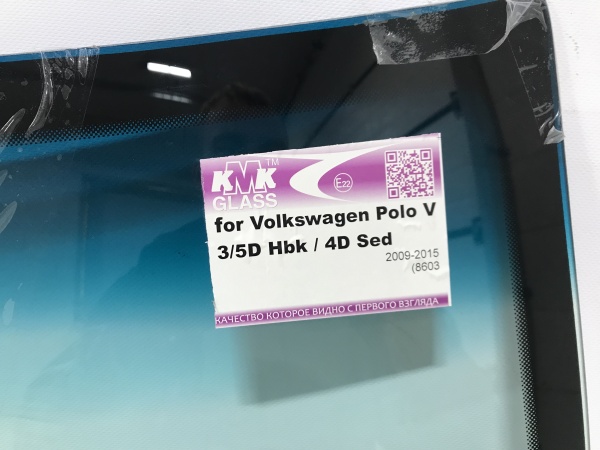 KMK TM
GLASS
E22
for Volkswagen Polo V
3/5D Hbk / 4D Sed
2009-2015
(8603
КАЧЕСТВО КОТОРОЕ ВИДНО С ПЕРВОГО ВЗГЛЯДА